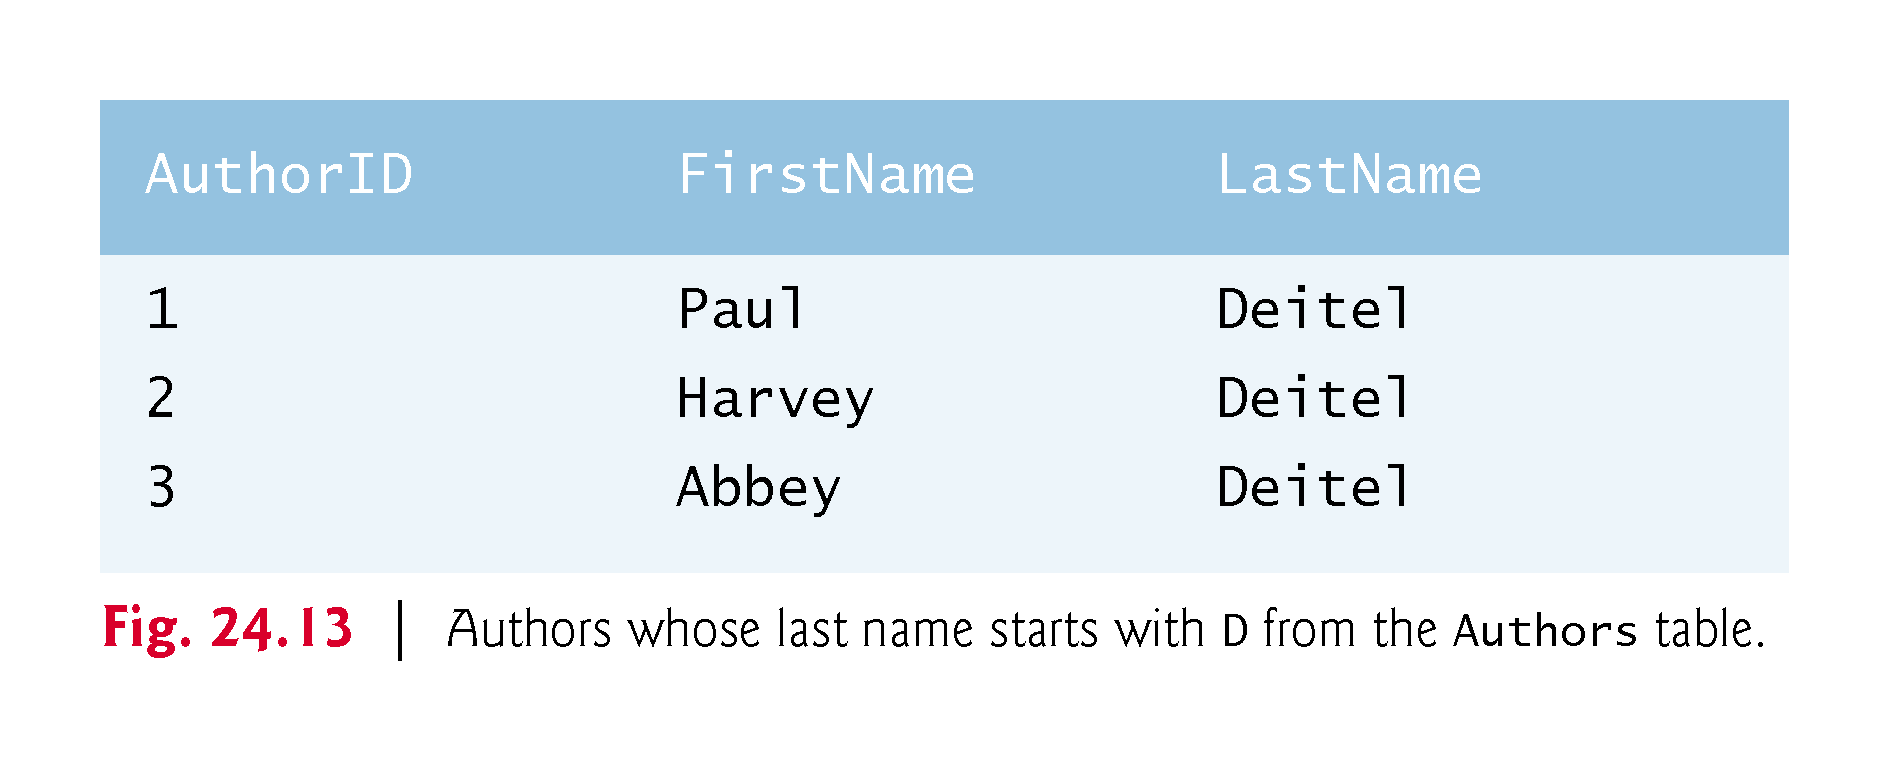 AuthorID FirstName LastName
1 Paul Deitel
2 Harvey Deitel
3 Abbey Deitel
Fig. 24.13 | Authors whose last name starts with D from the Authors table.